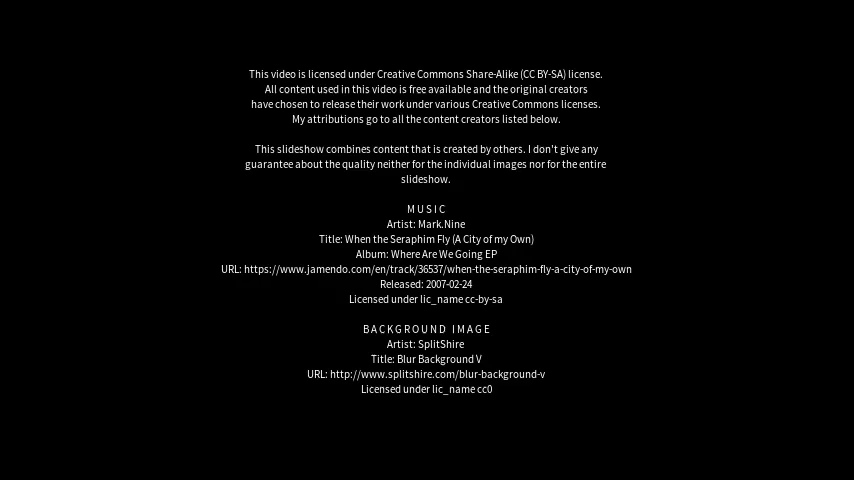 This video is licensed under Creative Commons Share-Alike (CC BY-SA) license.
All content used in this video is free available and the original creators
have chosen to release their work under various Creative Commons licenses.
My attributions go to all the content creators listed below.
This slideshow combines content that is created by others. I don't give any
guarantee about the quality neither for the individual images nor for the entire
slideshow.
MUSIC
Artist: Mark.Nine
Title: When the Seraphim Fly (A City of my Own)
Album: Where Are We Going EP
URL: https://www.jamendo.com/en/track/36537/when-the-seraphim-fly-a-city-of-my-own
Released: 2007-02-24
Licensed under lic_name cc-by-sa
BACKGROUND IMAGE
Artist: SplitShire
Title: Blur Background V
URL: http://www.splitshire.com/blur-background-v
Licensed under lic_name cc0